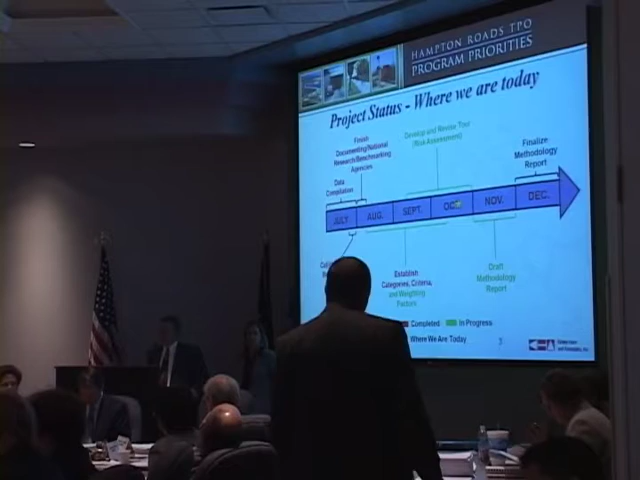 HAMPTON ROADS TPO
PROGRAM PRIORITIES
Project Status - Where we are today
Finish
Documenting/National
Research/Benchmarking
Agencies
Develop and Review Tour
(Risk Assessment)
Finalize
Methodology
Report
Data
Compilation
JULY
AUG.
SEPT.
OCT
NOV.
DEC.
Establish
Categories, Criteria,
and Weighting
Factors
Draft
Methodology
Report
Completed
In Progress
Where We Are Today